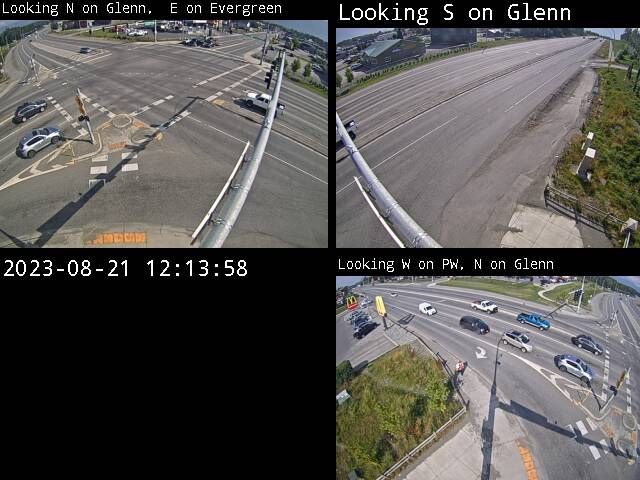 Looking N on Glenn, E on Evergreen
Looking S on Glenn
2023-08-21 12:13:58
Looking W on PW, N on Glenn